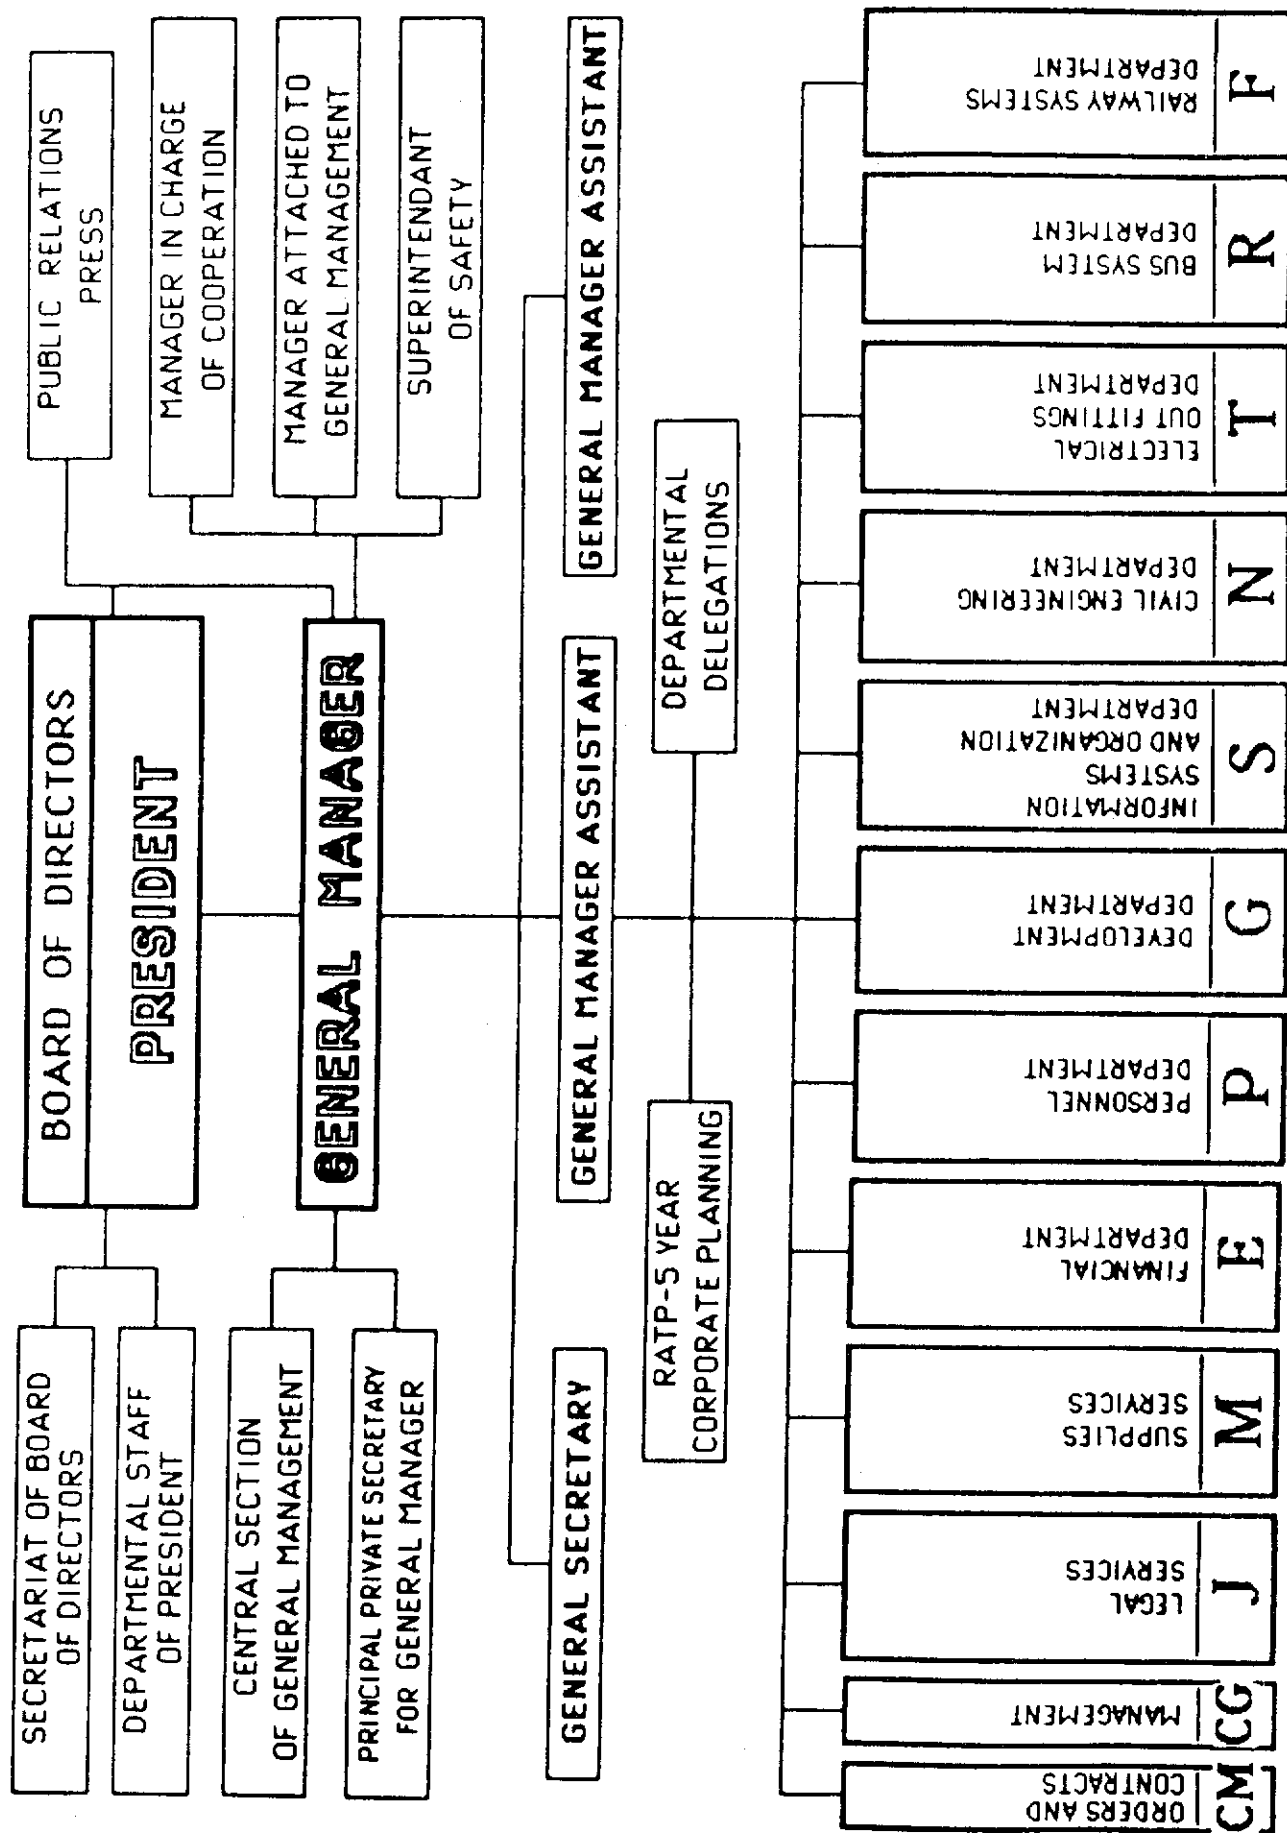 BOARD OF DIRECTORS
PRESIDENT
GENERAL MANAGER
SECRETARIAT OF BOARD
OF DIRECTORS
DEPARTMENTAL STAFF
OF PRESIDENT
CENTRAL SECTION
OF GENERAL MANAGEMENT
PRINCIPAL PRIVATE SECRETARY
FOR GENERAL MANAGER
PUBLIC RELATIONS
PRESS
MANAGER IN CHARGE
OF COOPERATION
MANAGER ATTACHED TO
GENERAL MANAGEMENT
SUPERINTENDANT
OF SAFETY
GENERAL SECRETARY
GENERAL MANAGER ASSISTANT
GENERAL MANAGER ASSISTANT
RATP-5 YEAR
CORPORATE PLANNING
DEPARTMENTAL
DELEGATIONS
ORDERS AND
CONTRACTS
CM
MANAGEMENT
CG
LEGAL
SERVICES
J
SUPPLIES
SERVICES
M
FINANCIAL
DEPARTMENT
E
PERSONNEL
DEPARTMENT
P
DEVELOPMENT
DEPARTMENT
G
INFORMATION
SYSTEMS
AND ORGANIZATION
DEPARTMENT
S
CIVIL ENGINEERING
DEPARTMENT
N
ELECTRICAL
OUT FITTINGS
DEPARTMENT
T
BUS SYSTEM
DEPARTMENT
R
RAILWAY SYSTEMS
DEPARTMENT
F